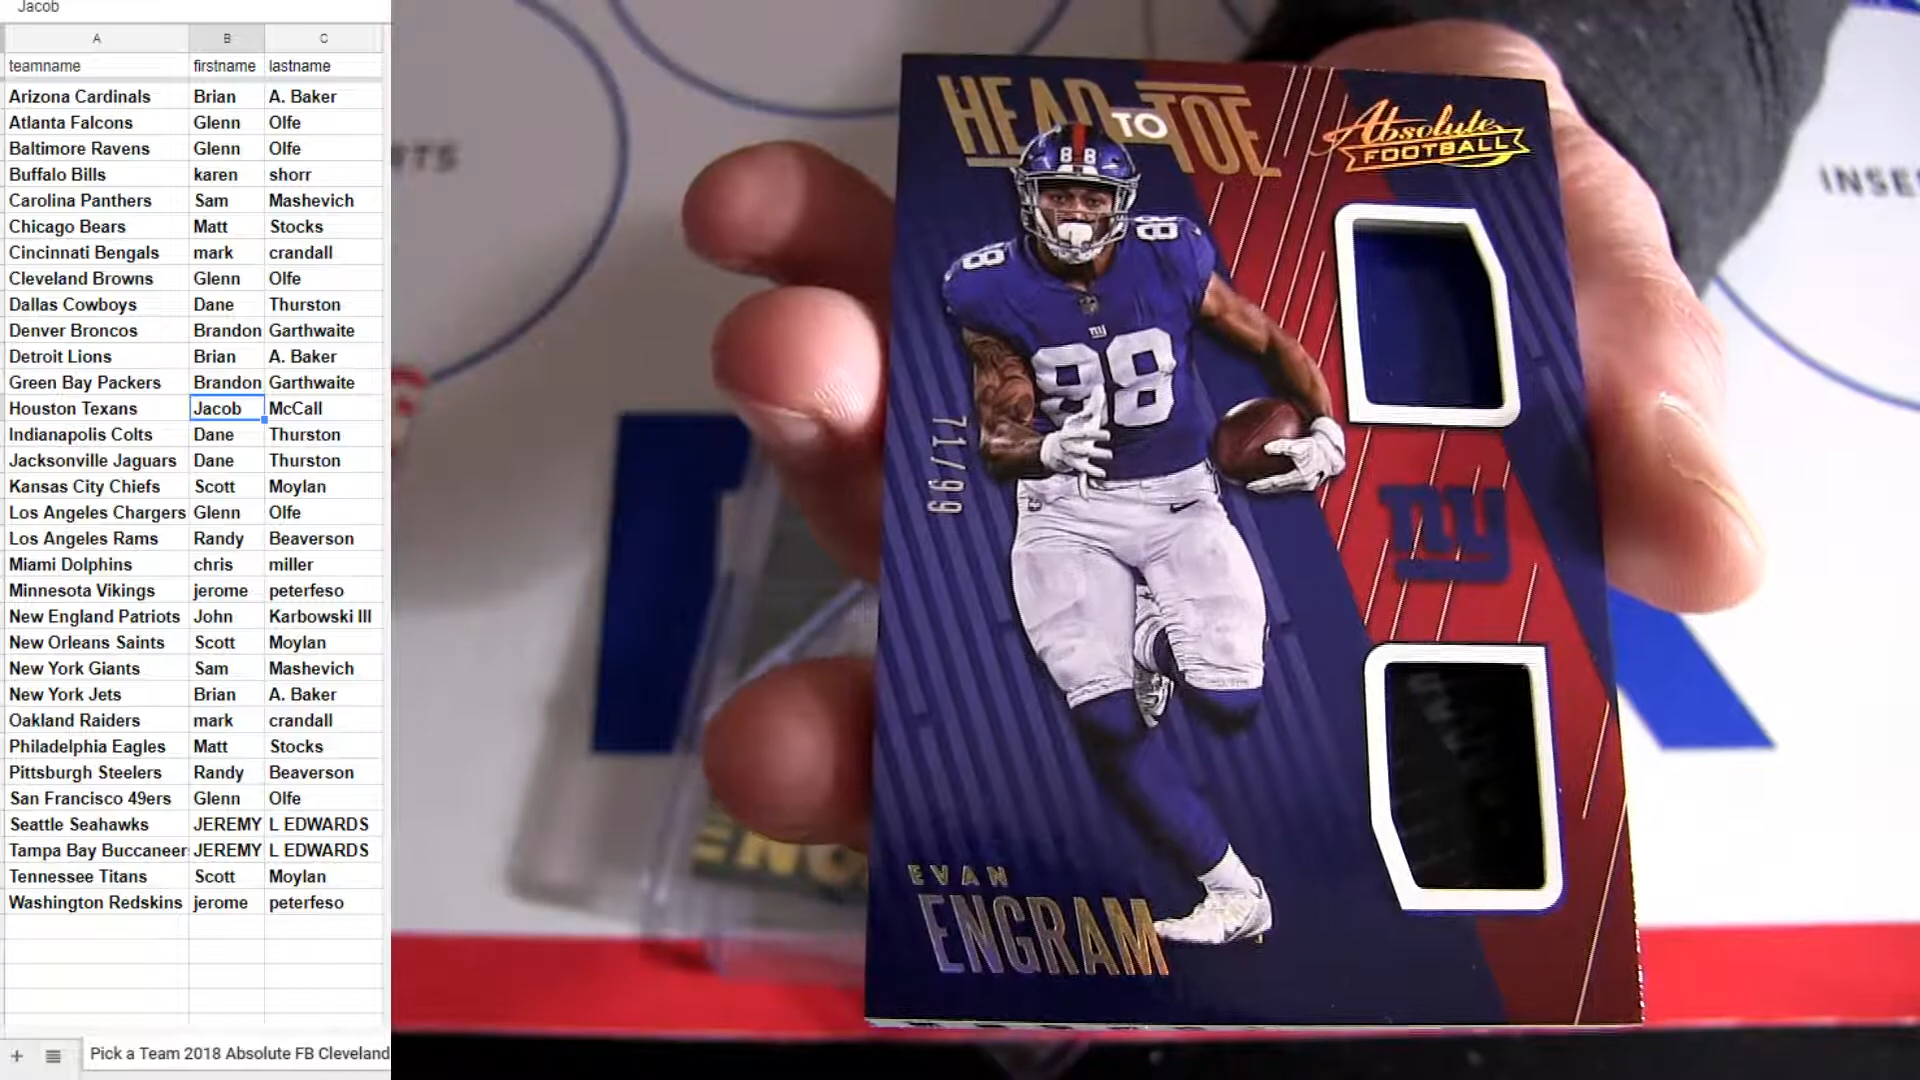 Jacob
A B C
teamname firstname lastname
Arizona Cardinals Brian A. Baker
Atlanta Falcons Glenn Olfe
Baltimore Ravens Glenn Olfe
Buffalo Bills karen shorr
Carolina Panthers Sam Mashevich
Chicago Bears Matt Stocks
Cincinnati Bengals mark crandall
Cleveland Browns Glenn Olfe
Dallas Cowboys Dane Thurston
Denver Broncos Brandon Garthwaite
Detroit Lions Brian A. Baker
Green Bay Packers Brandon Garthwaite
Houston Texans Jacob McCall
Indianapolis Colts Dane Thurston
Jacksonville Jaguars Dane Thurston
Kansas City Chiefs Scott Moylan
Los Angeles Chargers Glenn Olfe
Los Angeles Rams Randy Beaverson
Miami Dolphins chris miller
Minnesota Vikings jerome peterfeso
New England Patriots John Karbowski III
New Orleans Saints Scott Moylan
New York Giants Sam Mashevich
New York Jets Brian A. Baker
Oakland Raiders mark crandall
Philadelphia Eagles Matt Stocks
Pittsburgh Steelers Randy Beaverson
San Francisco 49ers Glenn Olfe
Seattle Seahawks JEREMY L EDWARDS
Tampa Bay Buccaneer JEREMY L EDWARDS
Tennessee Titans Scott Moylan
Washington Redskins jerome peterfeso
Pick a Team 2018 Absolute FB Cleveland
HEAD TO TOE
Absolute
FOOTBALL
88
88
88
ny
88
71/99
ny
EVAN
ENGRAM